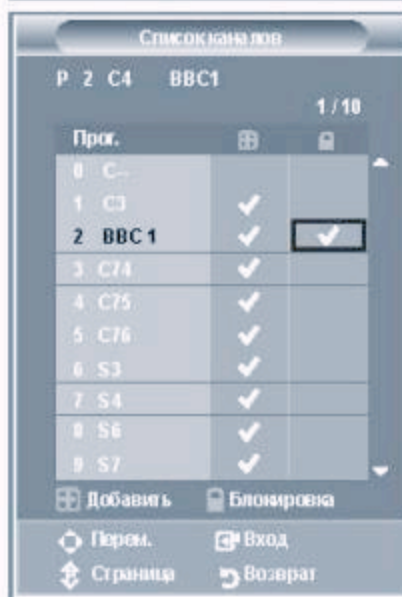 Список каналов
P 2 C4 BBC1
1 / 10
Прог.
0 C--
1 C3
2 BBC 1
3 C74
4 C75
5 C76
6 S3
7 S4
8 S6
9 S7
Добавить Блокировка
Перем. Вход
Страница Возврат